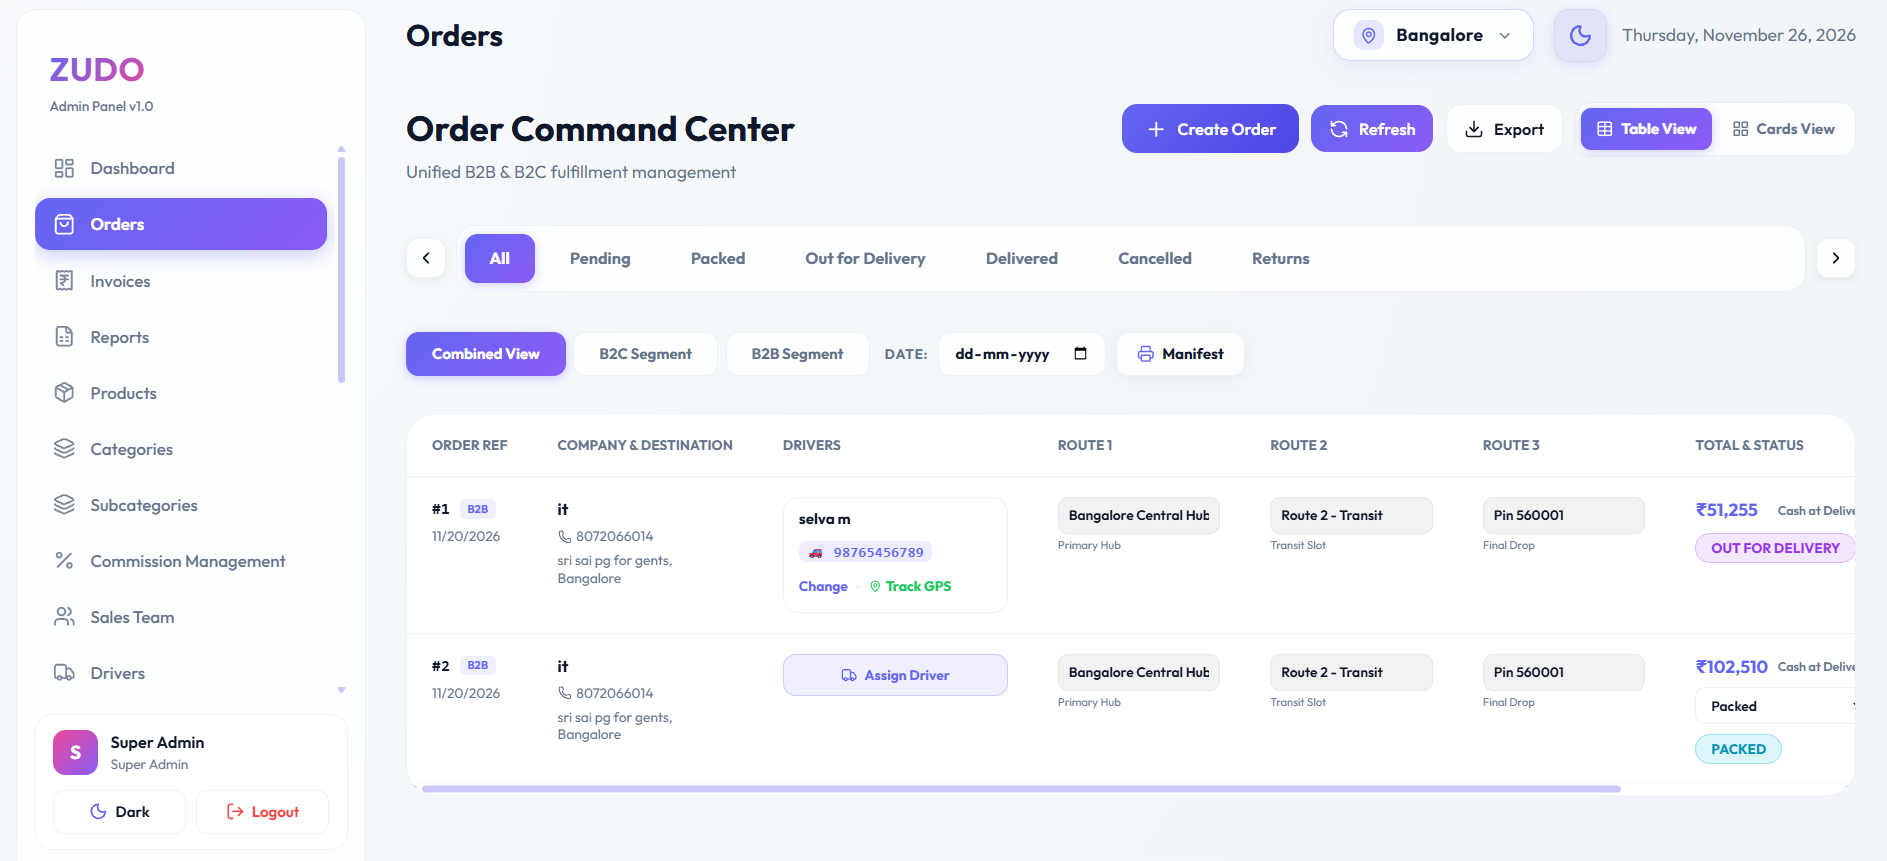 ZUDO
Admin Panel v1.0
Dashboard
Orders
Invoices
Reports
Products
Categories
Subcategories
Commission Management
Sales Team
Drivers
S
Super Admin
Super Admin
Dark
Logout
Orders
Bangalore
Thursday, November 26, 2026
Order Command Center
Unified B2B & B2C fulfillment management
Create Order
Refresh
Export
Table View
Cards View
All
Pending
Packed
Out for Delivery
Delivered
Cancelled
Returns
Combined View
B2C Segment
B2B Segment
DATE:
dd-mm-yyyy
Manifest
ORDER REF
COMPANY & DESTINATION
DRIVERS
ROUTE 1
ROUTE 2
ROUTE 3
TOTAL & STATUS
#1 B2B
11/20/2026
it
8072066014
sri sai pg for gents,
Bangalore
selva m
98765456789
Change · Track GPS
Bangalore Central Hub
Primary Hub
Route 2 - Transit
Transit Slot
Pin 560001
Final Drop
₹51,255 Cash at Delive
OUT FOR DELIVERY
#2 B2B
11/20/2026
it
8072066014
sri sai pg for gents,
Bangalore
Assign Driver
Bangalore Central Hub
Primary Hub
Route 2 - Transit
Transit Slot
Pin 560001
Final Drop
₹102,510 Cash at Delive
Packed
PACKED